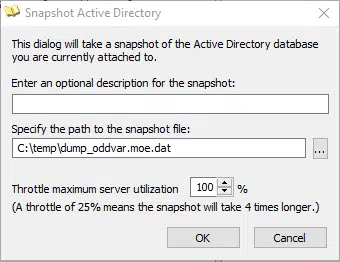 Snapshot Active Directory
This dialog will take a snapshot of the Active Directory database
you are currently attached to.
Enter an optional description for the snapshot:
Specify the path to the snapshot file:
C:\temp\dump_oddvar.moe.dat
...
Throttle maximum server utilization 100 %
(A throttle of 25% means the snapshot will take 4 times longer.)
OK Cancel